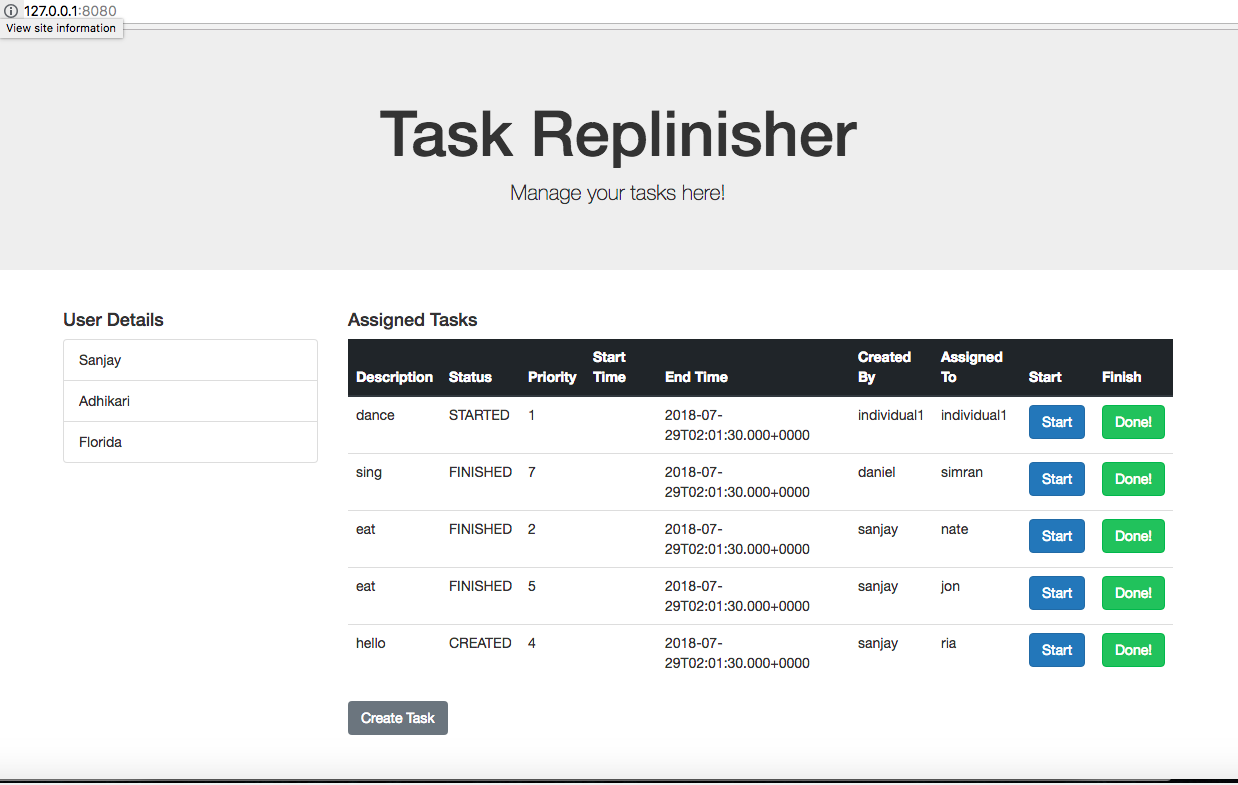 127.0.0.1:8080
View site information
Task Replinisher
Manage your tasks here!
User Details
Sanjay
Adhikari
Florida
Assigned Tasks
Description Status Priority Start Time End Time Created By Assigned To Start Finish
dance STARTED 1 2018-07-29T02:01:30.000+0000 individual1 individual1 Start Done!
sing FINISHED 7 2018-07-29T02:01:30.000+0000 daniel simran Start Done!
eat FINISHED 2 2018-07-29T02:01:30.000+0000 sanjay nate Start Done!
eat FINISHED 5 2018-07-29T02:01:30.000+0000 sanjay jon Start Done!
hello CREATED 4 2018-07-29T02:01:30.000+0000 sanjay ria Start Done!
Create Task